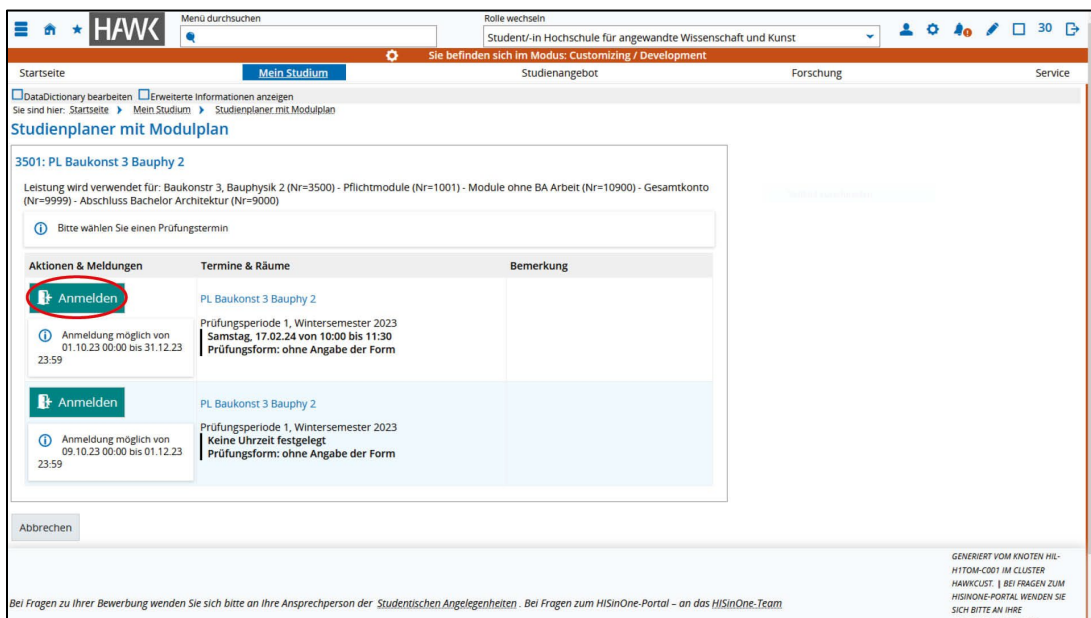 Menü durchsuchen
Rolle wechseln
HAWK
Student/-in Hochschule für angewandte Wissenschaft und Kunst
30
Sie befinden sich im Modus: Customizing / Development
Startseite
Mein Studium
Studienangebot
Forschung
Service
DataDictionary bearbeiten Erweiterte Informationen anzeigen
Sie sind hier: Startseite Mein Studium Studienplaner mit Modulplan
Studienplaner mit Modulplan
3501: PL Baukonst 3 Bauphy 2
Leistung wird verwendet für: Baukonstr 3, Bauphysik 2 (Nr=3500) - Pflichtmodule (Nr=1001) - Module ohne BA Arbeit (Nr=10900) - Gesamtkonto
(Nr=9999) - Abschluss Bachelor Architektur (Nr=9000)
Bitte wählen Sie einen Prüfungstermin
Aktionen & Meldungen
Termine & Räume
Bemerkung
Anmelden
PL Baukonst 3 Bauphy 2
Anmeldung möglich von
01.10.23 00:00 bis 31.12.23
23:59
Prüfungsperiode 1, Wintersemester 2023
Samstag, 17.02.24 von 10:00 bis 11:30
Prüfungsform: ohne Angabe der Form
Anmelden
PL Baukonst 3 Bauphy 2
Anmeldung möglich von
09.10.23 00:00 bis 01.12.23
23:59
Prüfungsperiode 1, Wintersemester 2023
Keine Uhrzeit festgelegt
Prüfungsform: ohne Angabe der Form
Abbrechen
GENERIERT VOM KNOTEN HIL-
H1TOM-C001 IM CLUSTER
HAWKCUST. | BEI FRAGEN ZUM
HISINONE-PORTAL WENDEN SIE
SICH BITTE AN IHRE
Bei Fragen zu Ihrer Bewerbung wenden Sie sich bitte an Ihre Ansprechperson der Studentischen Angelegenheiten . Bei Fragen zum HISinOne-Portal – an das HISinOne-Team